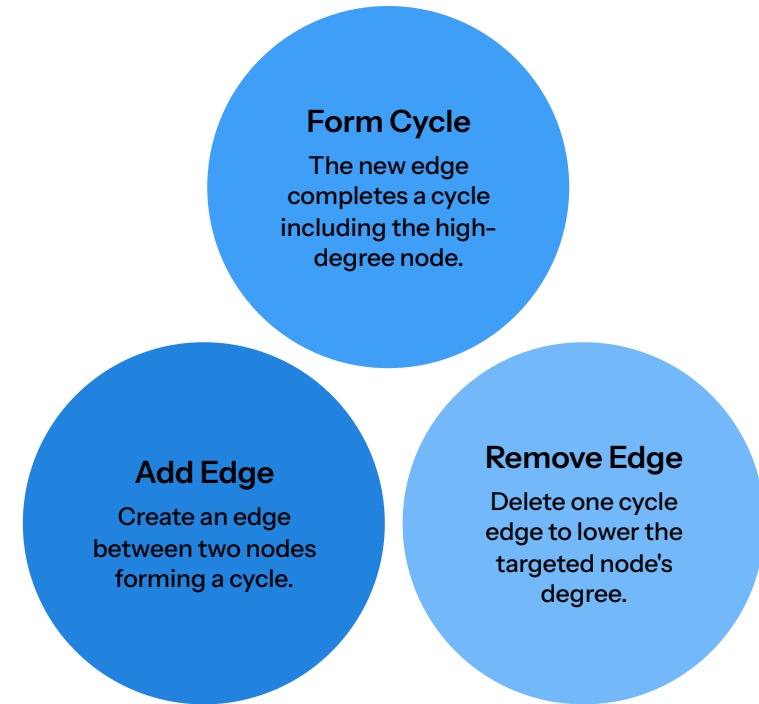 Form Cycle
The new edge
completes a cycle
including the high-
degree node.
Add Edge
Create an edge
between two nodes
forming a cycle.
Remove Edge
Delete one cycle
edge to lower the
targeted node's
degree.